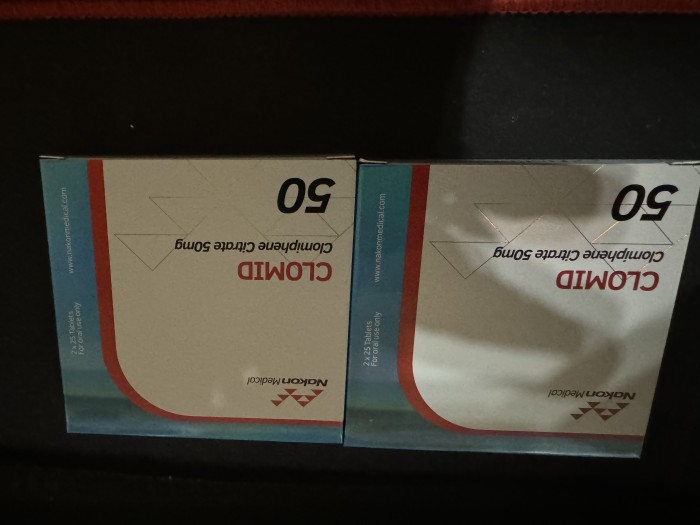 CLOMID
Clomiphene Citrate 50mg
50
Nakon Medical
2 x 25 Tablets
For oral use only
www.nakonmedical.com
CLOMID
Clomiphene Citrate 50mg
50
Nakon Medical
2 x 25 Tablets
For oral use only
www.nakonmedical.com